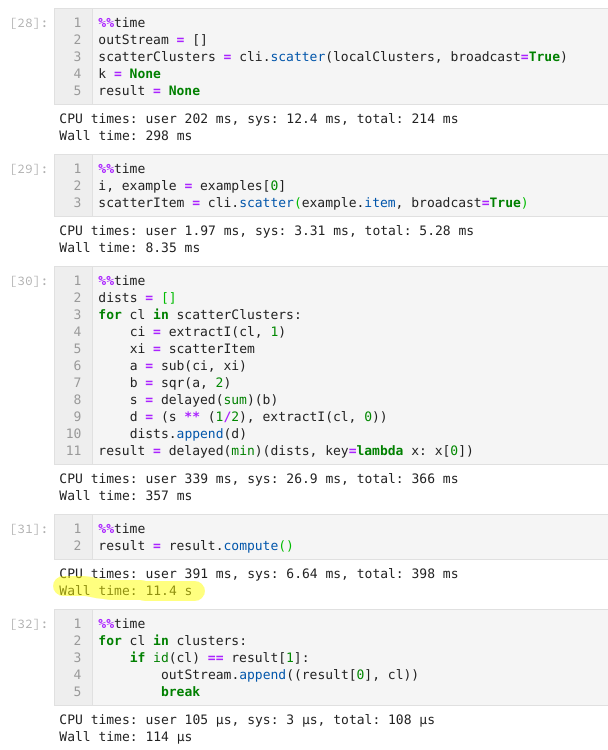 [28]:
1 %%time
2 outStream = []
3 scatterClusters = cli.scatter(localClusters, broadcast=True)
4 k = None
5 result = None
CPU times: user 202 ms, sys: 12.4 ms, total: 214 ms
Wall time: 298 ms
[29]:
1 %%time
2 i, example = examples[0]
3 scatterItem = cli.scatter(example.item, broadcast=True)
CPU times: user 1.97 ms, sys: 3.31 ms, total: 5.28 ms
Wall time: 8.35 ms
[30]:
1 %%time
2 dists = []
3 for cl in scatterClusters:
4     ci = extractI(cl, 1)
5     xi = scatterItem
6     a = sub(ci, xi)
7     b = sqr(a, 2)
8     s = delayed(sum)(b)
9     d = (s ** (1/2), extractI(cl, 0))
10     dists.append(d)
11 result = delayed(min)(dists, key=lambda x: x[0])
CPU times: user 339 ms, sys: 26.9 ms, total: 366 ms
Wall time: 357 ms
[31]:
1 %%time
2 result = result.compute()
CPU times: user 391 ms, sys: 6.64 ms, total: 398 ms
Wall time: 11.4 s
[32]:
1 %%time
2 for cl in clusters:
3     if id(cl) == result[1]:
4         outStream.append((result[0], cl))
5         break
CPU times: user 105 µs, sys: 3 µs, total: 108 µs
Wall time: 114 µs